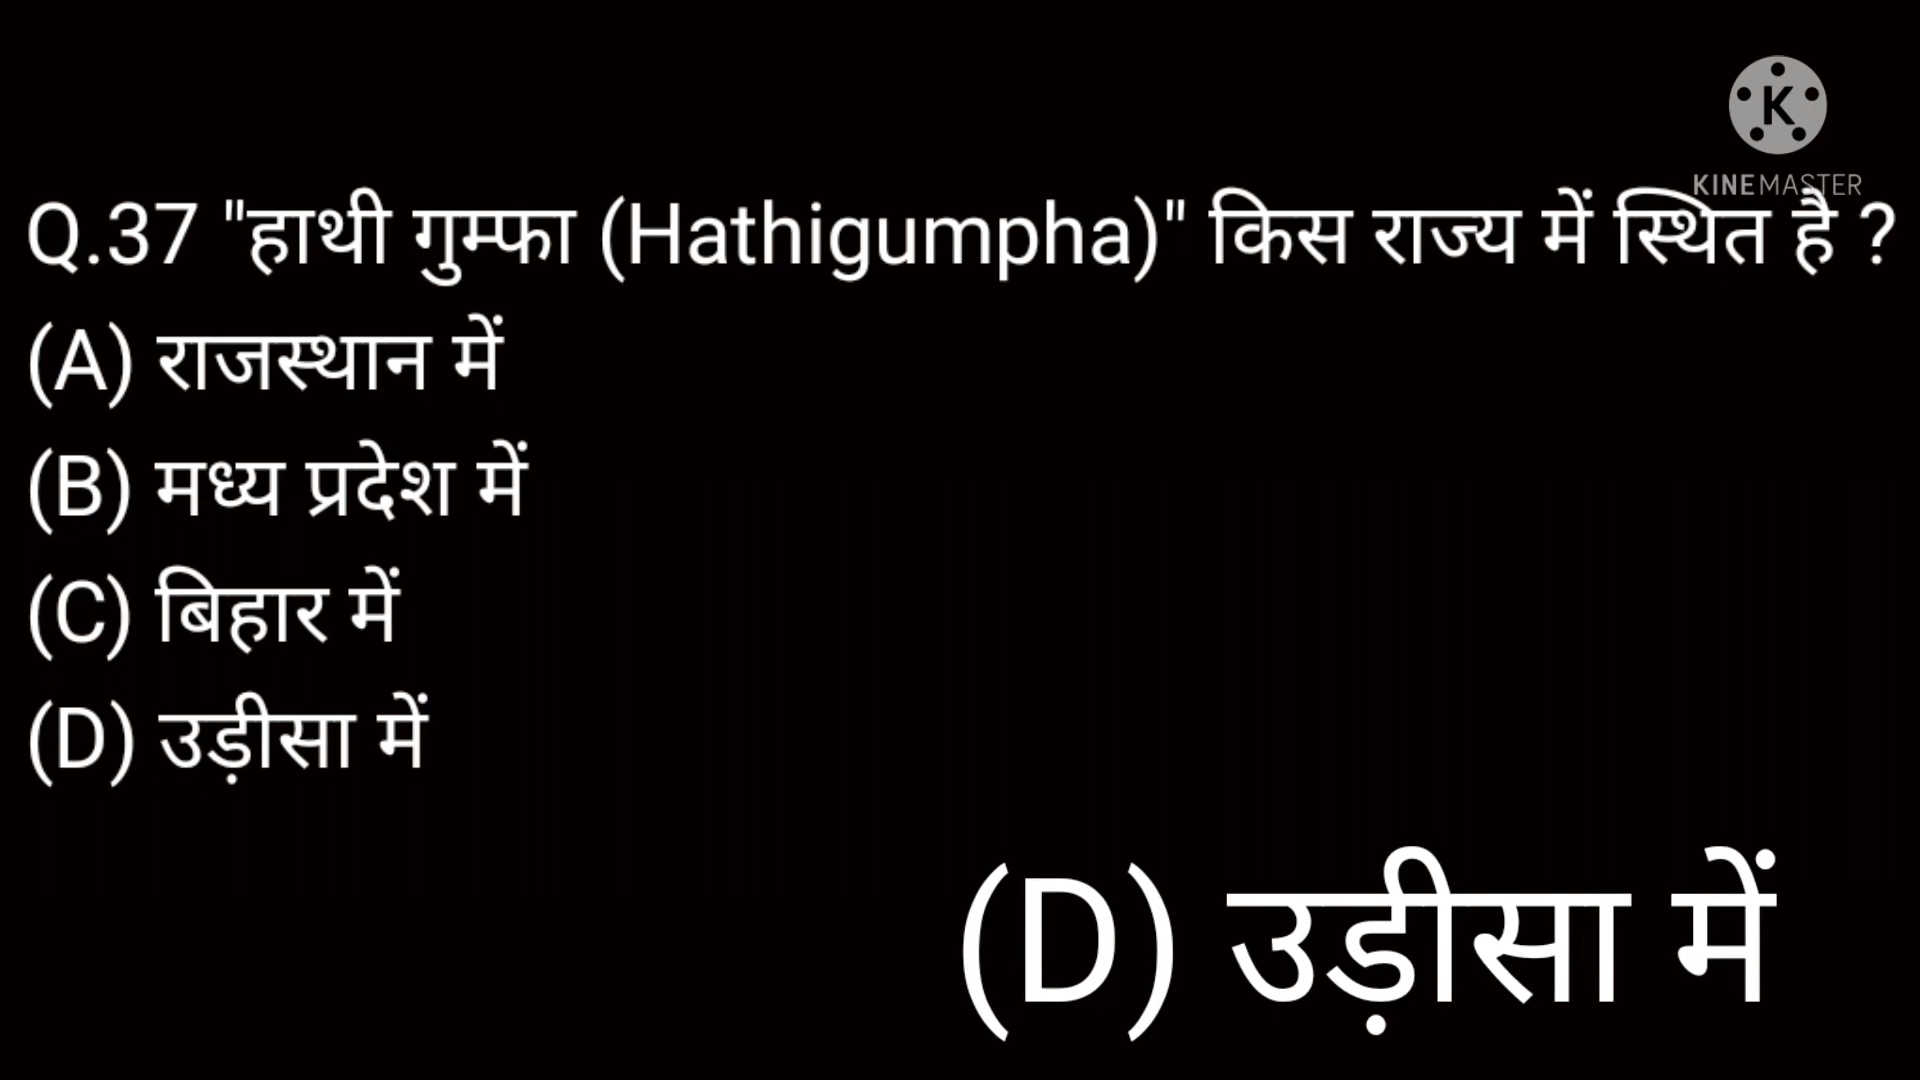 K
KINEMASTER
Q.37 "हाथी गुम्फा (Hathigumpha)" किस राज्य में स्थित है ?
(A) राजस्थान में
(B) मध्य प्रदेश में
(C) बिहार में
(D) उड़ीसा में
(D) उड़ीसा में